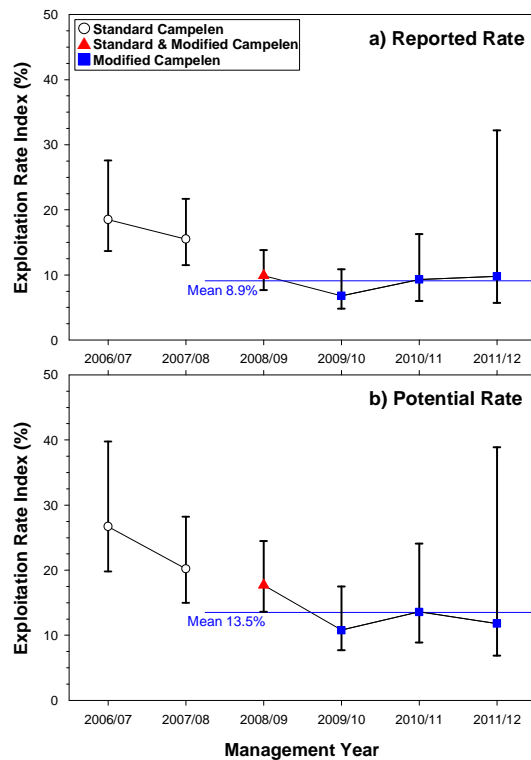 Standard Campelen
Standard & Modified Campelen
Modified Campelen
a) Reported Rate
Exploitation Rate Index (%)
50
40
30
20
10
0
Mean 8.9%
2006/07 2007/08 2008/09 2009/10 2010/11 2011/12
b) Potential Rate
Exploitation Rate Index (%)
50
40
30
20
10
0
Mean 13.5%
2006/07 2007/08 2008/09 2009/10 2010/11 2011/12
Management Year